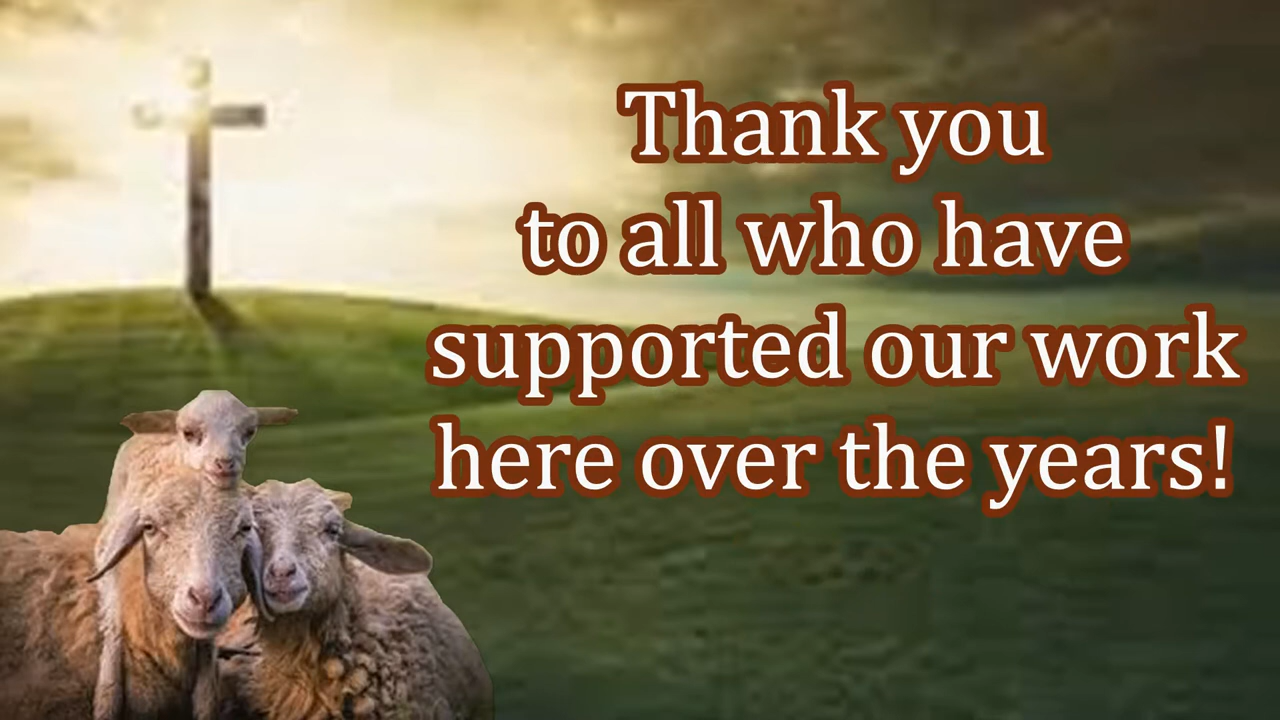 Thank you
to all who have
supported our work
here over the years!